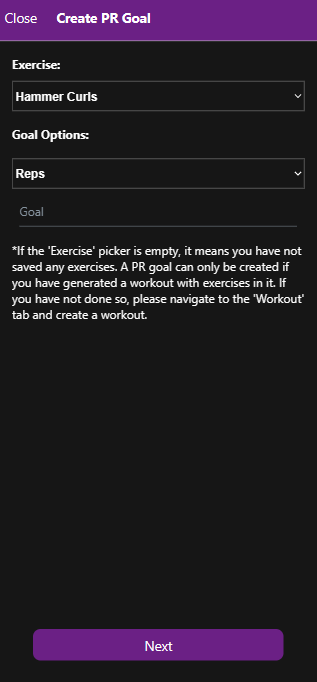 Close Create PR Goal
Exercise:
Hammer Curls
Goal Options:
Reps
Goal
*If the 'Exercise' picker is empty, it means you have not
saved any exercises. A PR goal can only be created if
you have generated a workout with exercises in it. If
you have not done so, please navigate to the 'Workout'
tab and create a workout.
Next